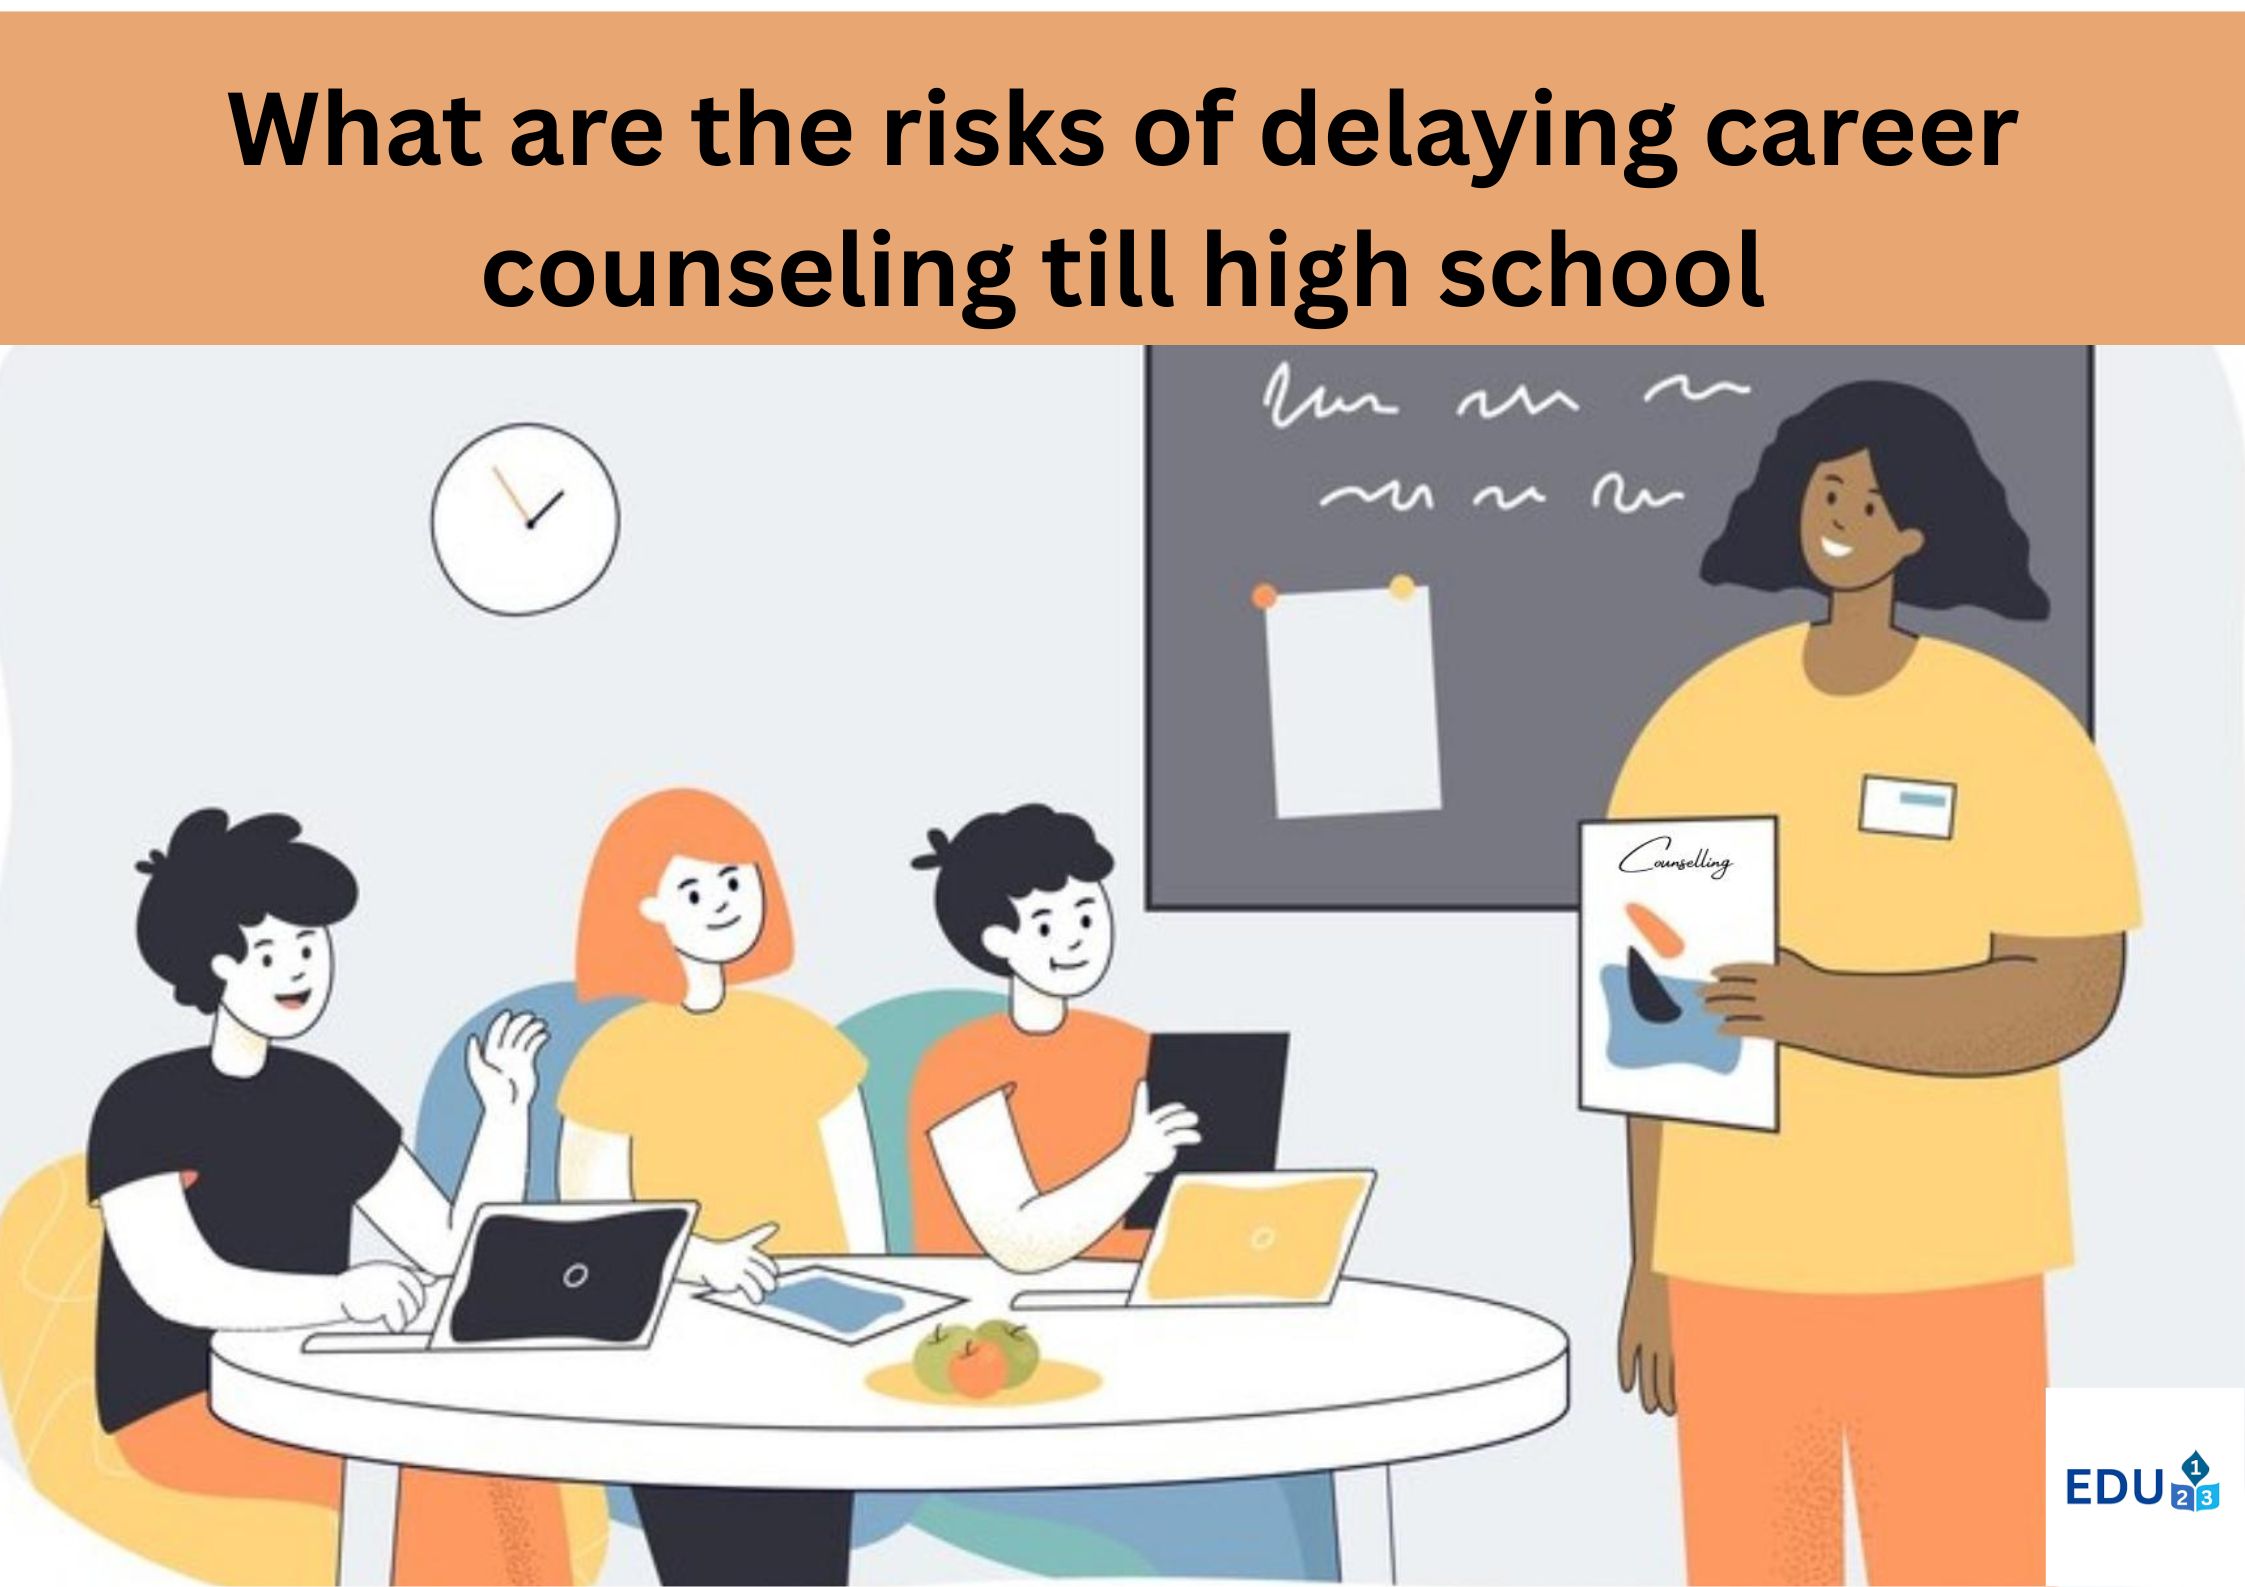 What are the risks of delaying career
counseling till high school
Counselling
EDU 1
2 3